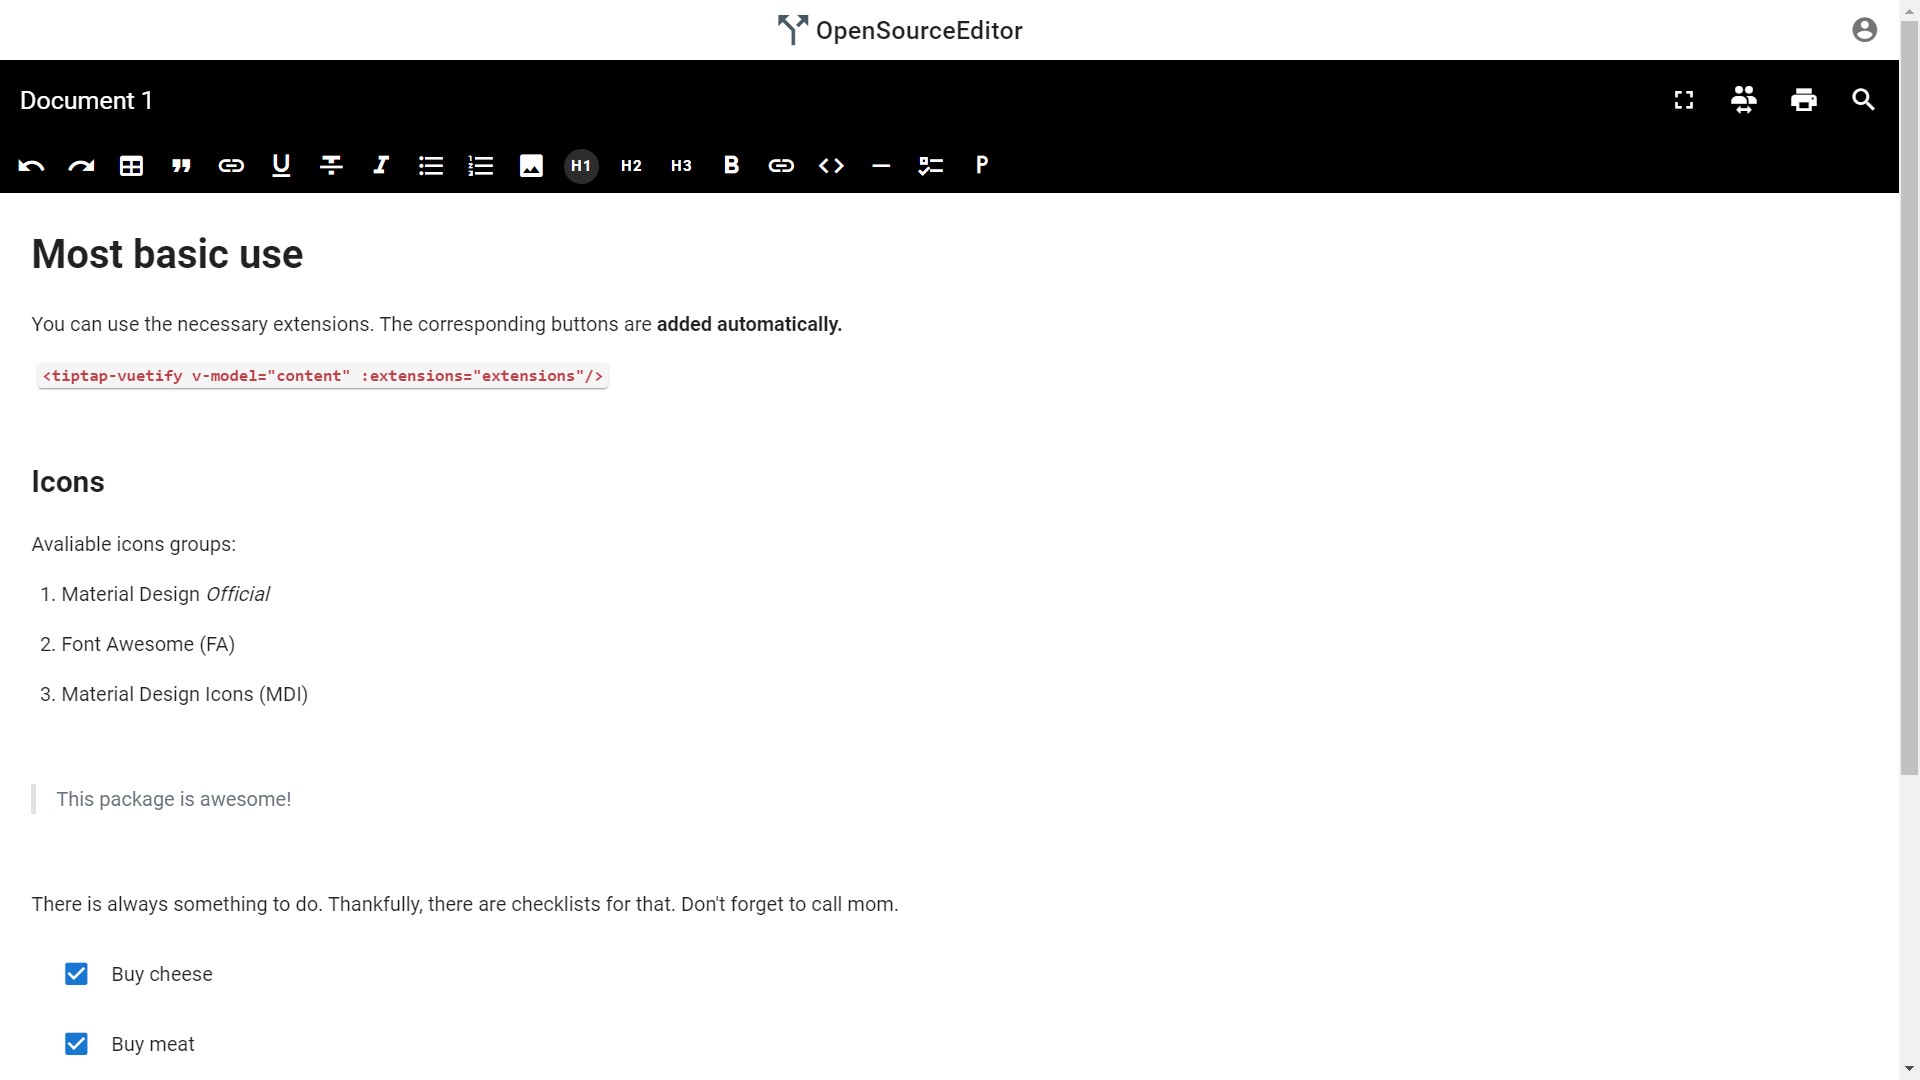 OpenSourceEditor
Document 1
H1 H2 H3 B P
Most basic use
You can use the necessary extensions. The corresponding buttons are added automatically.
<tiptap-vuetify v-model="content" :extensions="extensions"/>
Icons
Avaliable icons groups:
1. Material Design Official
2. Font Awesome (FA)
3. Material Design Icons (MDI)
This package is awesome!
There is always something to do. Thankfully, there are checklists for that. Don't forget to call mom.
Buy cheese
Buy meat